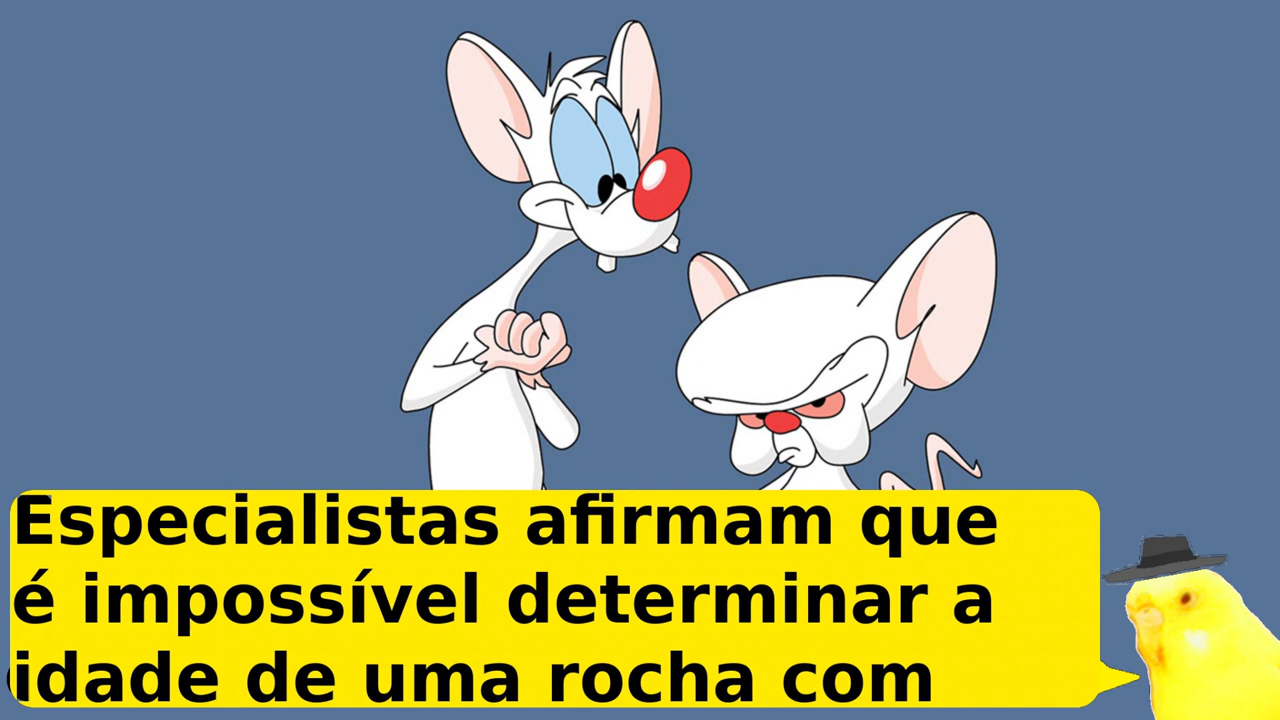 Especialistas afirmam que
é impossível determinar a
idade de uma rocha com